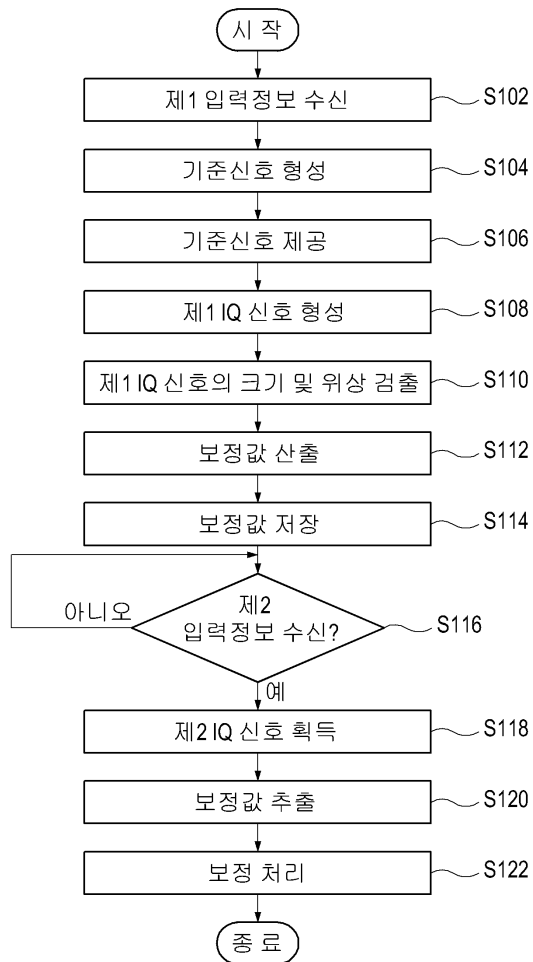 시 작
제1 입력정보 수신
S102
기준신호 형성
S104
기준신호 제공
S106
제1 IQ 신호 형성
S108
제1 IQ 신호의 크기 및 위상 검출
S110
보정값 산출
S112
보정값 저장
S114
아니오
제2
입력정보 수신?
S116
예
제2 IQ 신호 획득
S118
보정값 추출
S120
보정 처리
S122
종 료